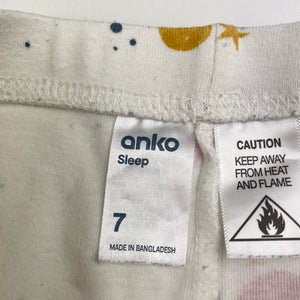 anko
Sleep
7
MADE IN BANGLADESH
CAUTION
KEEP AWAY
FROM HEAT
AND FLAME